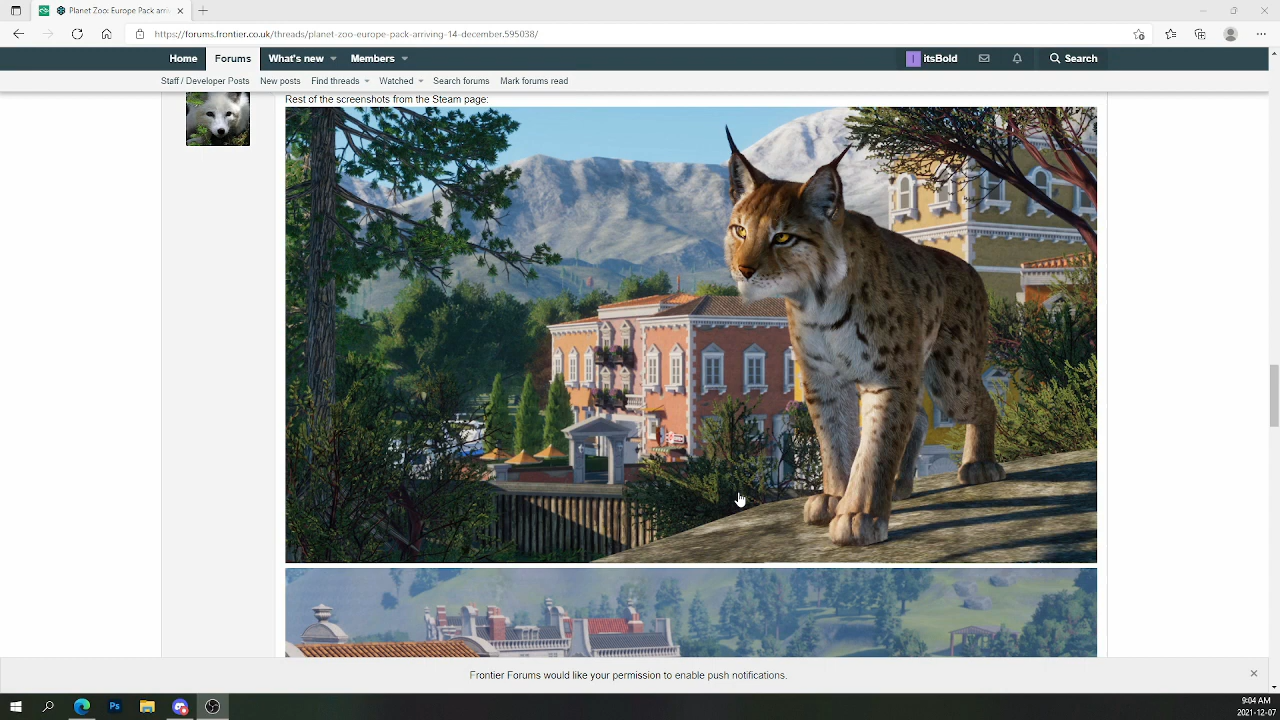 Planet Zoo: Europe Pack arri
https://forums.frontier.co.uk/threads/planet-zoo-europe-pack-arriving-14-december.595038/
Home Forums What's new Members I itsBold Search
Staff / Developer Posts New posts Find threads Watched Search forums Mark forums read
Rest of the screenshots from the Steam page:
Frontier Forums would like your permission to enable push notifications.
Ps
9:04 AM
2021-12-07